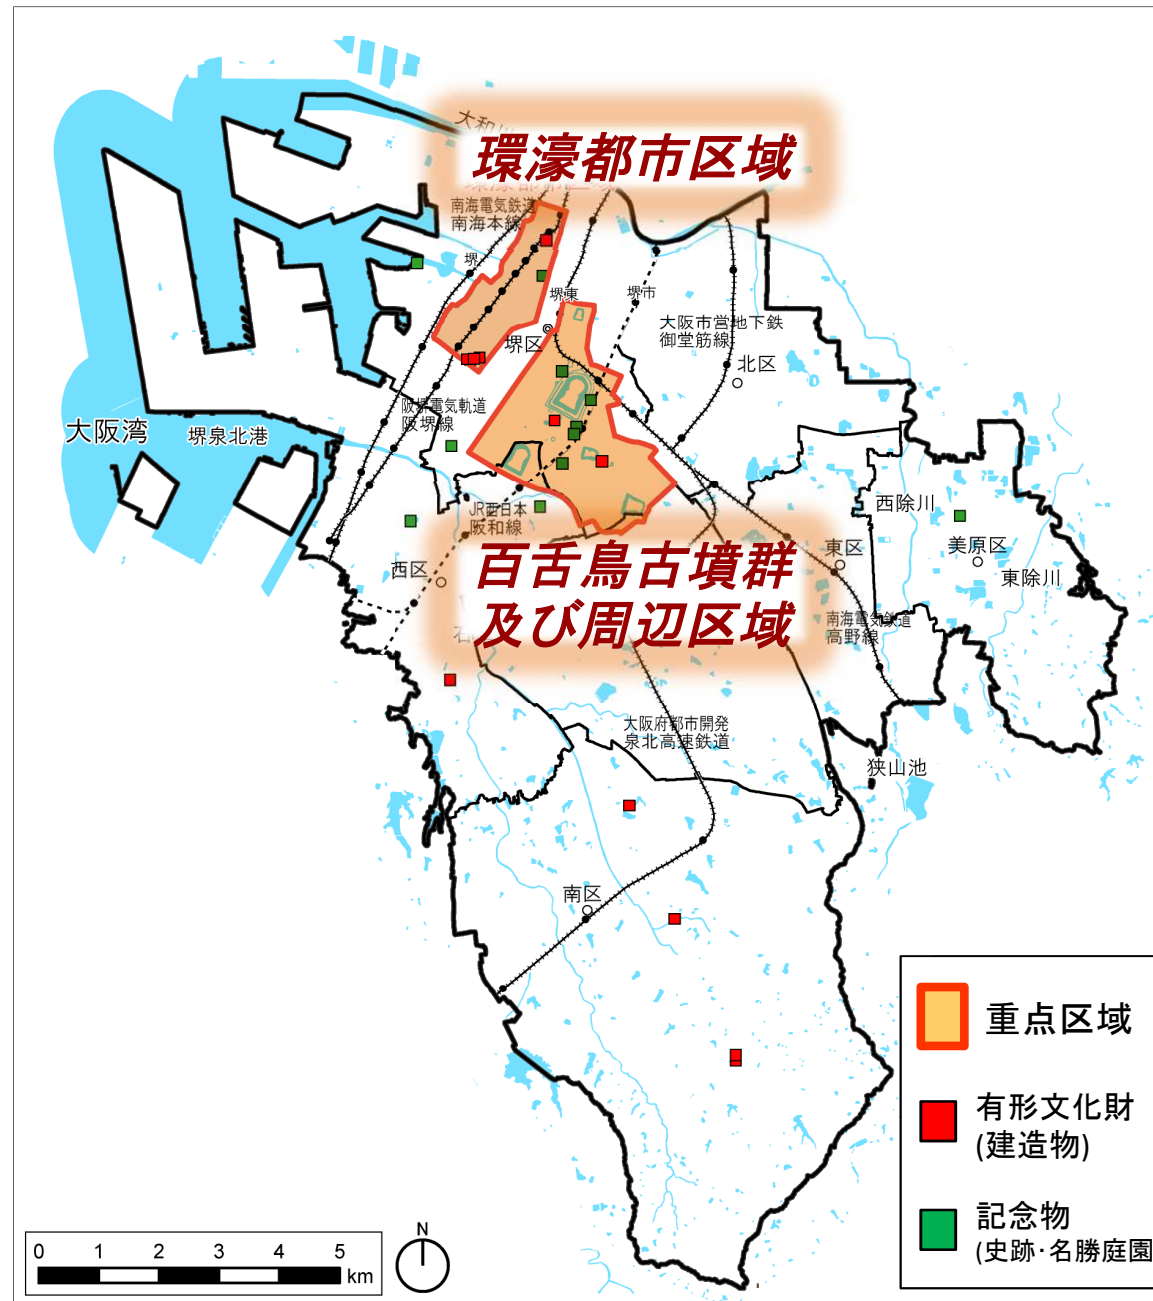 大和川
環濠都市区域
南海電気鉄道
南海本線
堺
堺東
堺市
堺区
大阪市営地下鉄
御堂筋線
北区
大阪湾
堺泉北港
阪堺電気軌道
阪堺線
JR西日本
阪和線
西除川
美原区
東除川
東区
西区
百舌鳥古墳群
及び周辺区域
南海電気鉄道
高野線
大阪府都市開発
泉北高速鉄道
狭山池
南区
重点区域
有形文化財
(建造物)
記念物
(史跡・名勝庭園
N
0 1 2 3 4 5
km